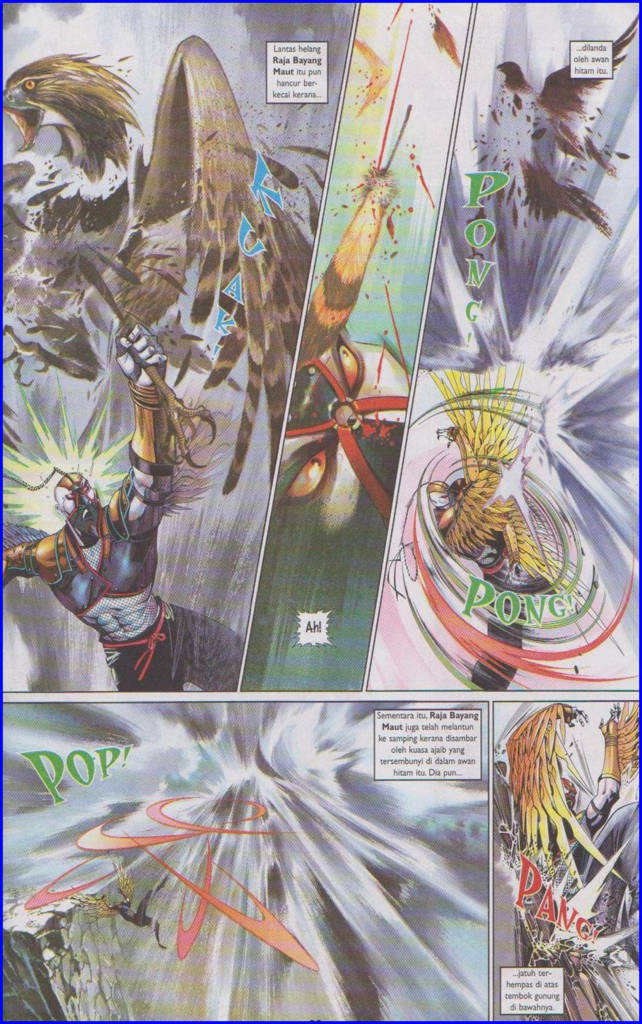 Lantas helang
Raja Bayang
Maut itu pun
hancur ber-
kecai kerana...
KUAK!
Ah!
...dilanda
oleh awan
hitam itu.
PONG!
PONG!
POP!
Sementara itu, Raja Bayang
Maut juga telah melantun
ke samping kerana disambar
oleh kuasa ajaib yang
tersembunyi di dalam awan
hitam itu. Dia pun...
PANG!
...jatuh ter-
hempas di atas
tembok gunung
di bawahnya.